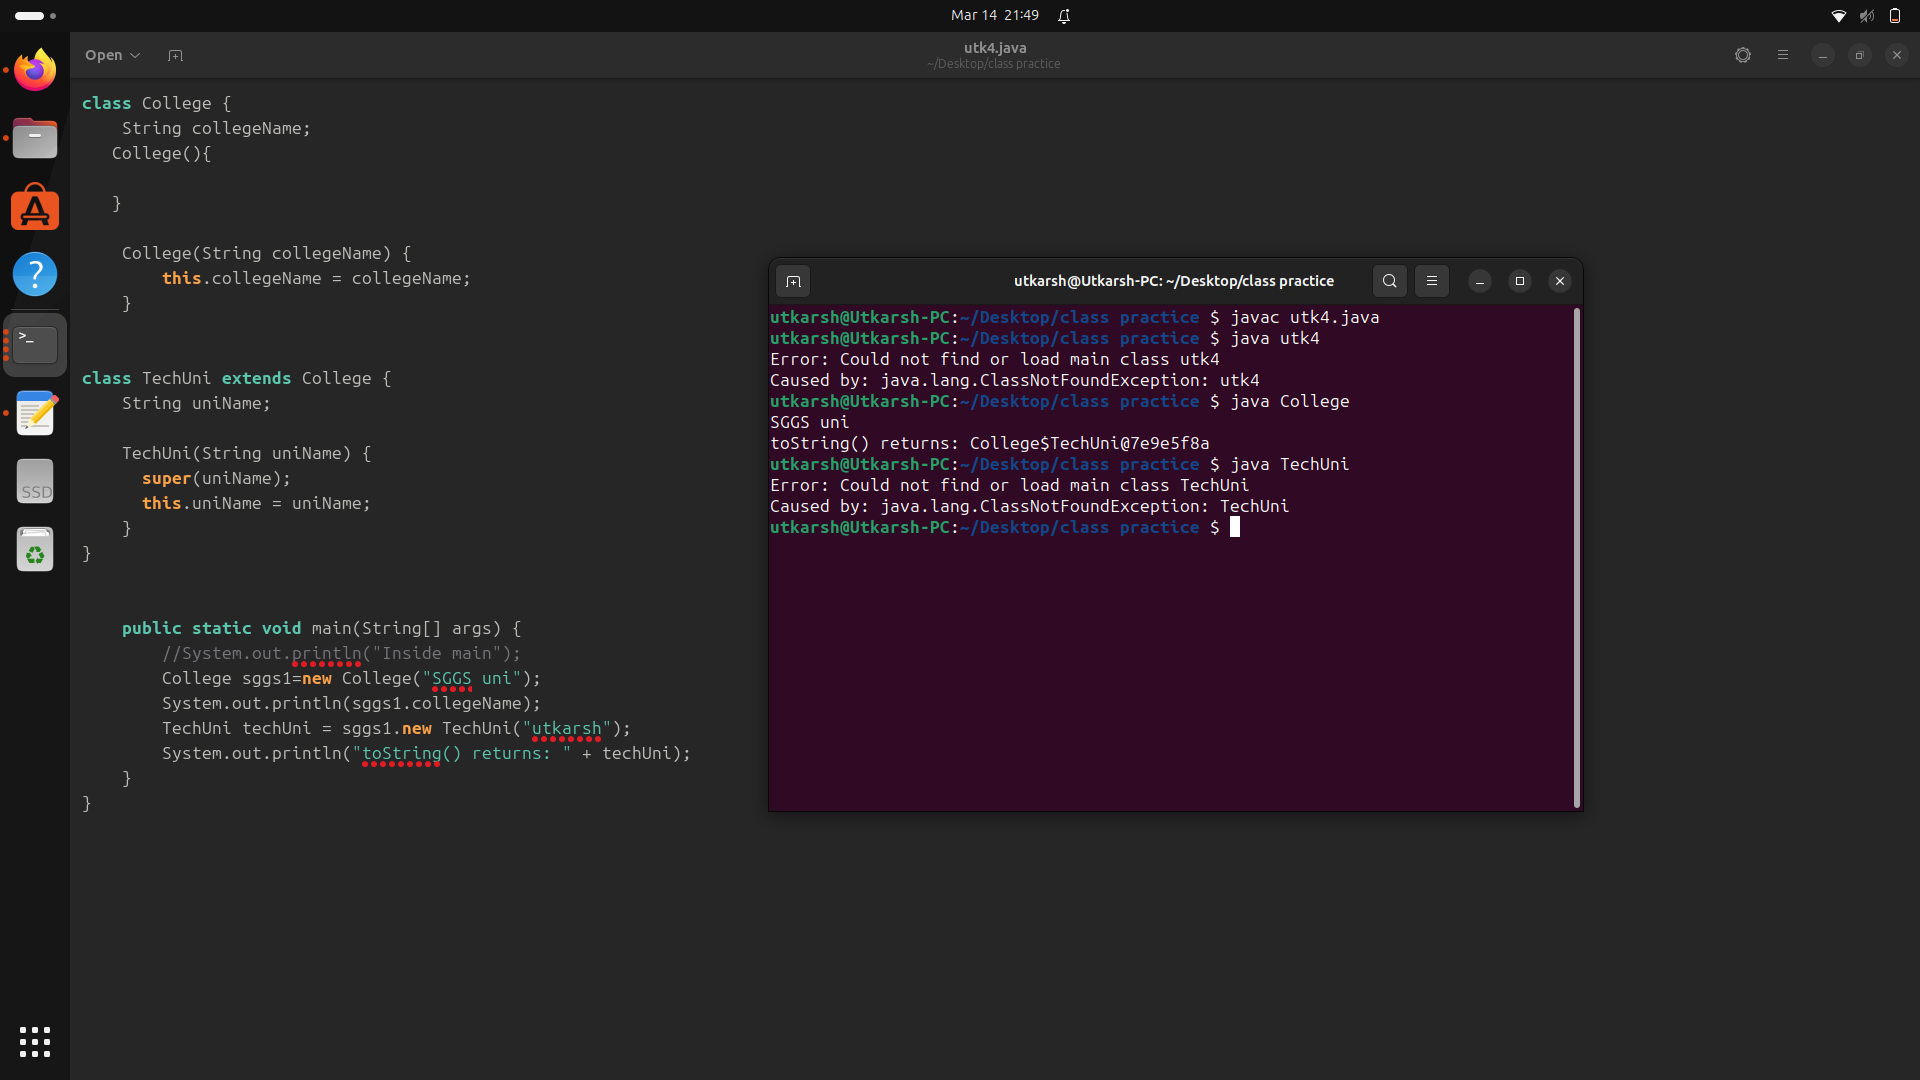 Mar 14 21:49
Open
utk4.java
~/Desktop/class practice
class College {
String collegeName;
College(){
}
College(String collegeName) {
this.collegeName = collegeName;
}
class TechUni extends College {
String uniName;
TechUni(String uniName) {
super(uniName);
this.uniName = uniName;
}
}
public static void main(String[] args) {
//System.out.println("Inside main");
College sggs1=new College("SGGS uni");
System.out.println(sggs1.collegeName);
TechUni techUni = sggs1.new TechUni("utkarsh");
System.out.println("toString() returns: " + techUni);
}
}
utkarsh@Utkarsh-PC: ~/Desktop/class practice
utkarsh@Utkarsh-PC:~/Desktop/class practice $ javac utk4.java
utkarsh@Utkarsh-PC:~/Desktop/class practice $ java utk4
Error: Could not find or load main class utk4
Caused by: java.lang.ClassNotFoundException: utk4
utkarsh@Utkarsh-PC:~/Desktop/class practice $ java College
SGGS uni
toString() returns: College$TechUni@7e9e5f8a
utkarsh@Utkarsh-PC:~/Desktop/class practice $ java TechUni
Error: Could not find or load main class TechUni
Caused by: java.lang.ClassNotFoundException: TechUni
utkarsh@Utkarsh-PC:~/Desktop/class practice $
?
>_
SSD